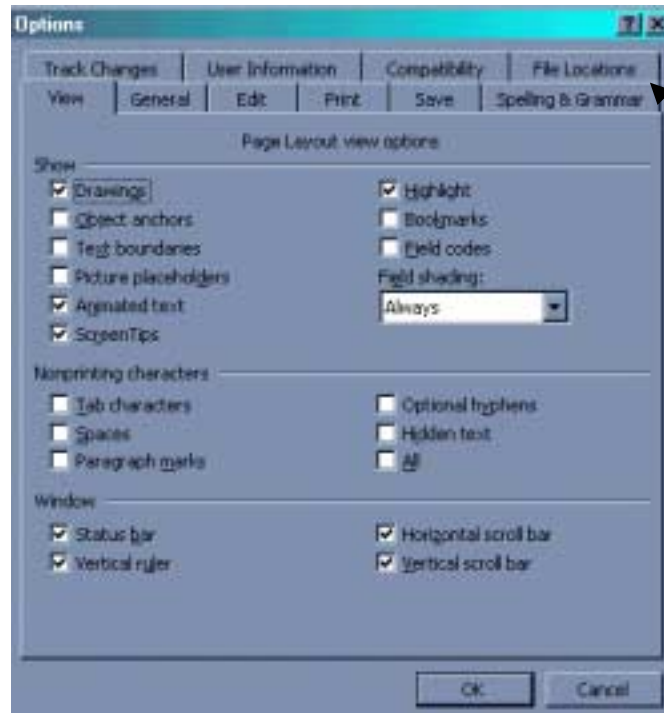 Options
Track Changes User Information Compatibility File Locations
View General Edit Print Save Spelling & Grammar
Page Layout view options
Show
Drawings Highlight
Object anchors Bookmarks
Text boundaries Field codes
Picture placeholders Field shading:
Animated text Always
ScreenTips
Nonprinting characters
Tab characters Optional hyphens
Spaces Hidden text
Paragraph marks All
Window
Status bar Horizontal scroll bar
Vertical ruler Vertical scroll bar
OK Cancel